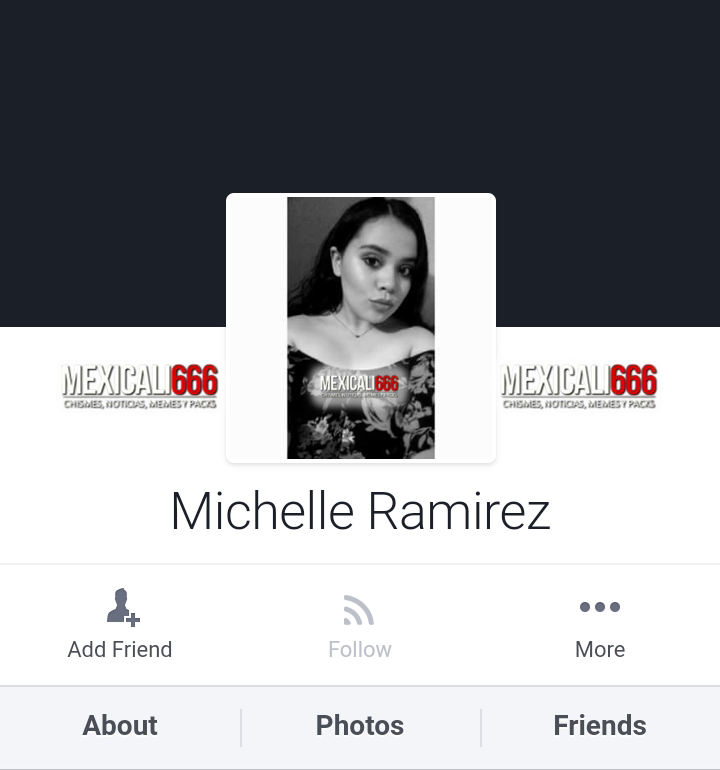 MEXICALI666
CHISMES, NOTICIAS, MEMES Y PACKS
MEXICALI666
CHISMES, NOTICIAS, MEMES Y PACKS
MEXICALI666
CHISMES, NOTICIAS, MEMES Y PACKS
Michelle Ramirez
Add Friend
Follow
More
About
Photos
Friends